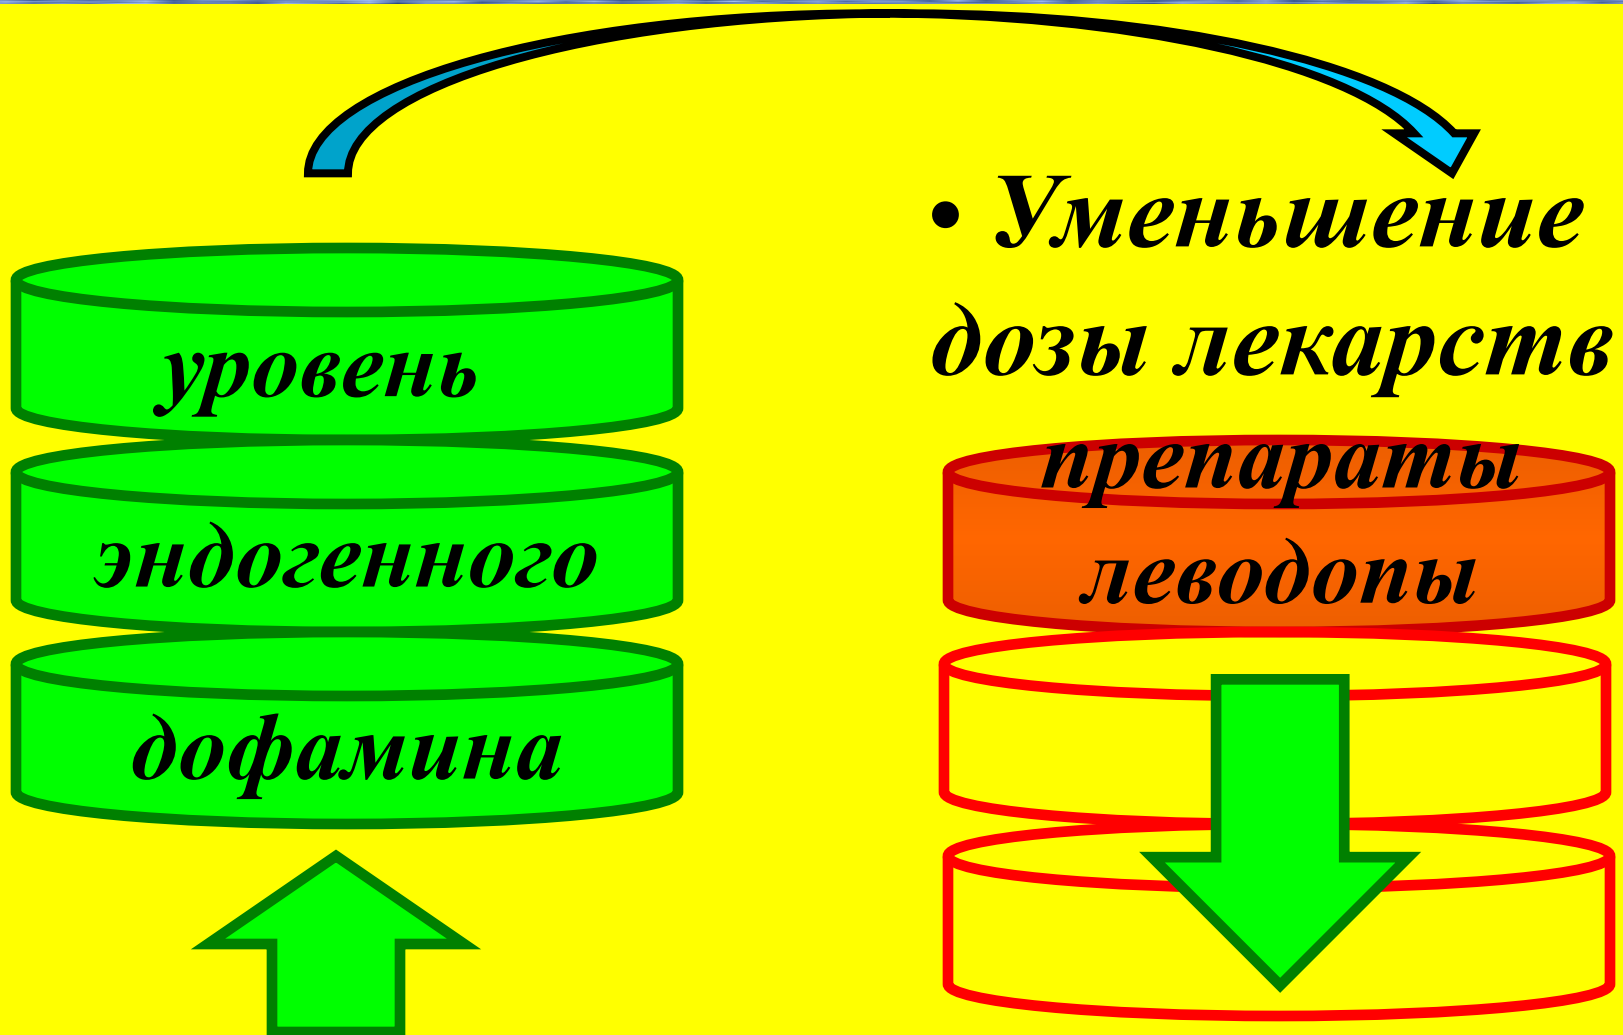 уровень
эндогенного
дофамина
• Уменьшение
дозы лекарств
препараты
леводопы